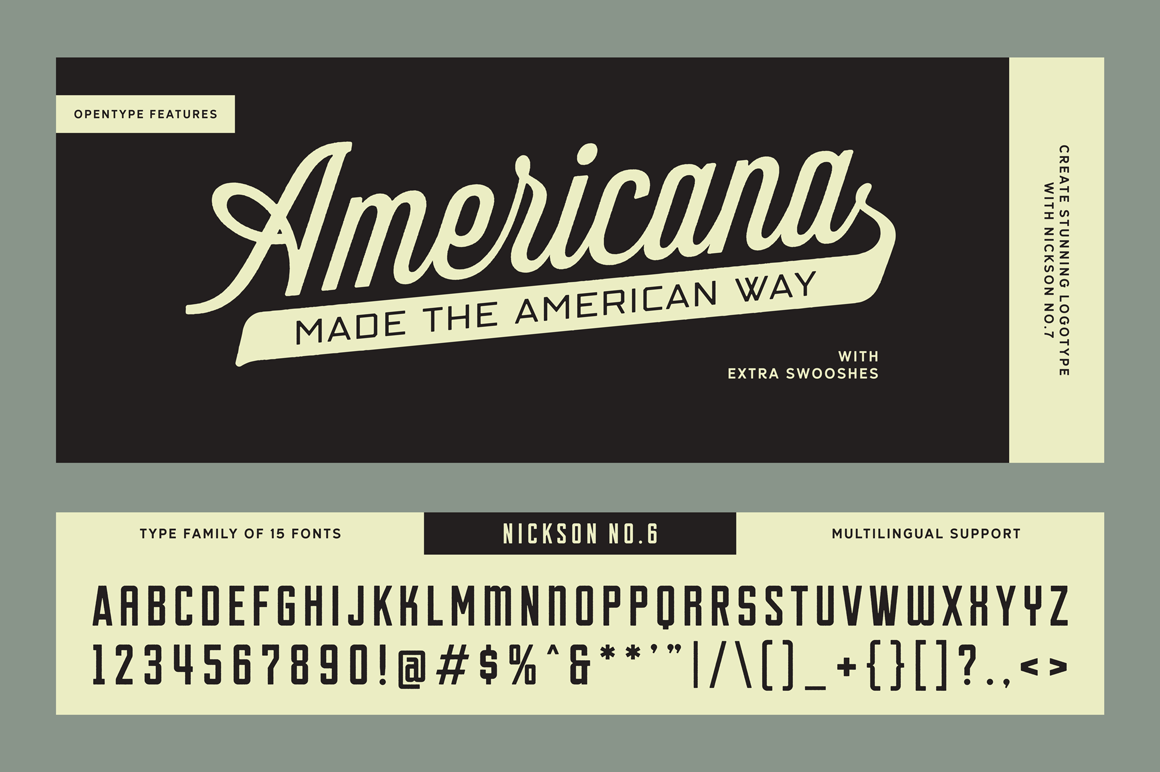 OPENTYPE FEATURES
Americana
MADE THE AMERICAN WAY
WITH
EXTRA SWOOSHES
CREATE STUNNING LOGOTYPE
WITH NICKSON NO.7
TYPE FAMILY OF 15 FONTS
NICKSON NO.6
MULTILINGUAL SUPPORT
AABCDEFGHIJKKLMMNNOPPQRRSSTUVWWXXYYZ
1234567890!@#$%^&**’”|/\()_+{}[]?.,<>